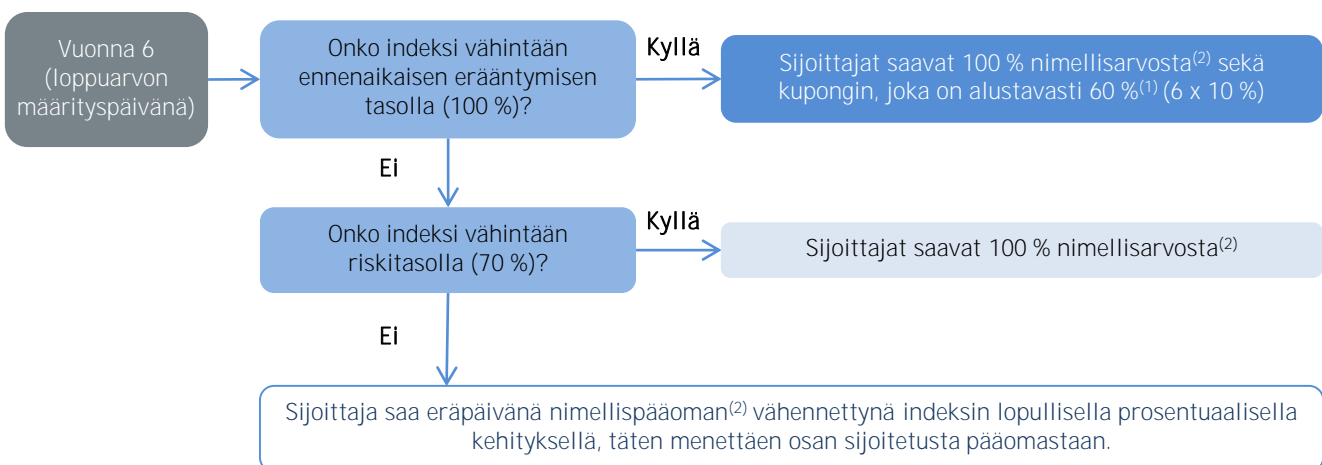 Vuonna 6
(loppuarvon
määrityspäivänä)
Onko indeksi vähintään
ennenaikaisen erääntymisen
tasolla (100 %)?
Kyllä
Sijoittajat saavat 100 % nimellisarvosta(2) sekä
kupongin, joka on alustavasti 60 %(1) (6 x 10 %)
Ei
Onko indeksi vähintään
riskitasolla (70 %)?
Kyllä
Sijoittajat saavat 100 % nimellisarvosta(2)
Ei
Sijoittaja saa eräpäivänä nimellispääoman(2) vähennettynä indeksin lopullisella prosentuaalisella
kehityksellä, täten menettäen osan sijoitetusta pääomastaan.